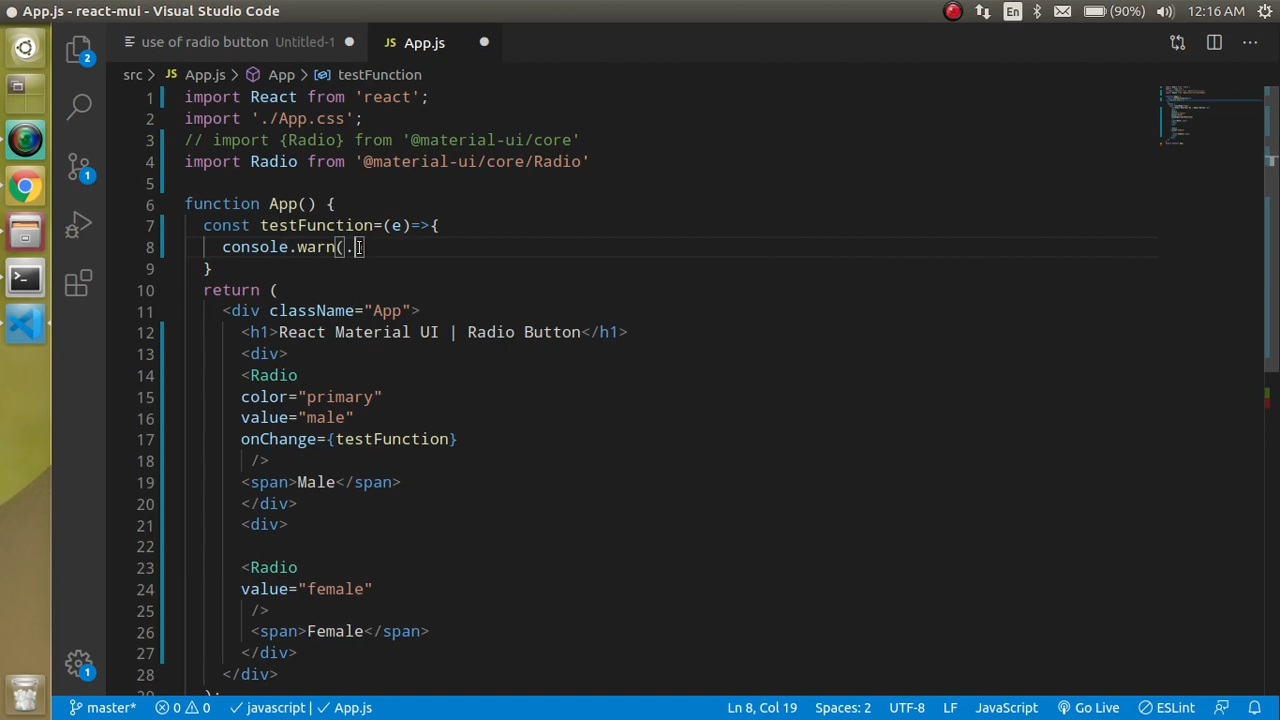 App.js - react-mui - Visual Studio Code
En
(90%)
12:16 AM
use of radio button Untitled-1
JS App.js
src > JS App.js > App > testFunction
1 import React from 'react';
2 import './App.css';
3 // import {Radio} from '@material-ui/core'
4 import Radio from '@material-ui/core/Radio'
5
6 function App() {
7 const testFunction=(e)=>{
8 console.warn(.)
9 }
10 return (
11 <div className="App">
12 <h1>React Material UI | Radio Button</h1>
13 <div>
14 <Radio
15 color="primary"
16 value="male"
17 onChange={testFunction}
18 />
19 <span>Male</span>
20 </div>
21 <div>
22
23 <Radio
24 value="female"
25 />
26 <span>Female</span>
27 </div>
28 </div>
29 );
2
1
1
master* 0 0 javascript | App.js Ln 8, Col 19 Spaces: 2 UTF-8 LF JavaScript Go Live ESLint